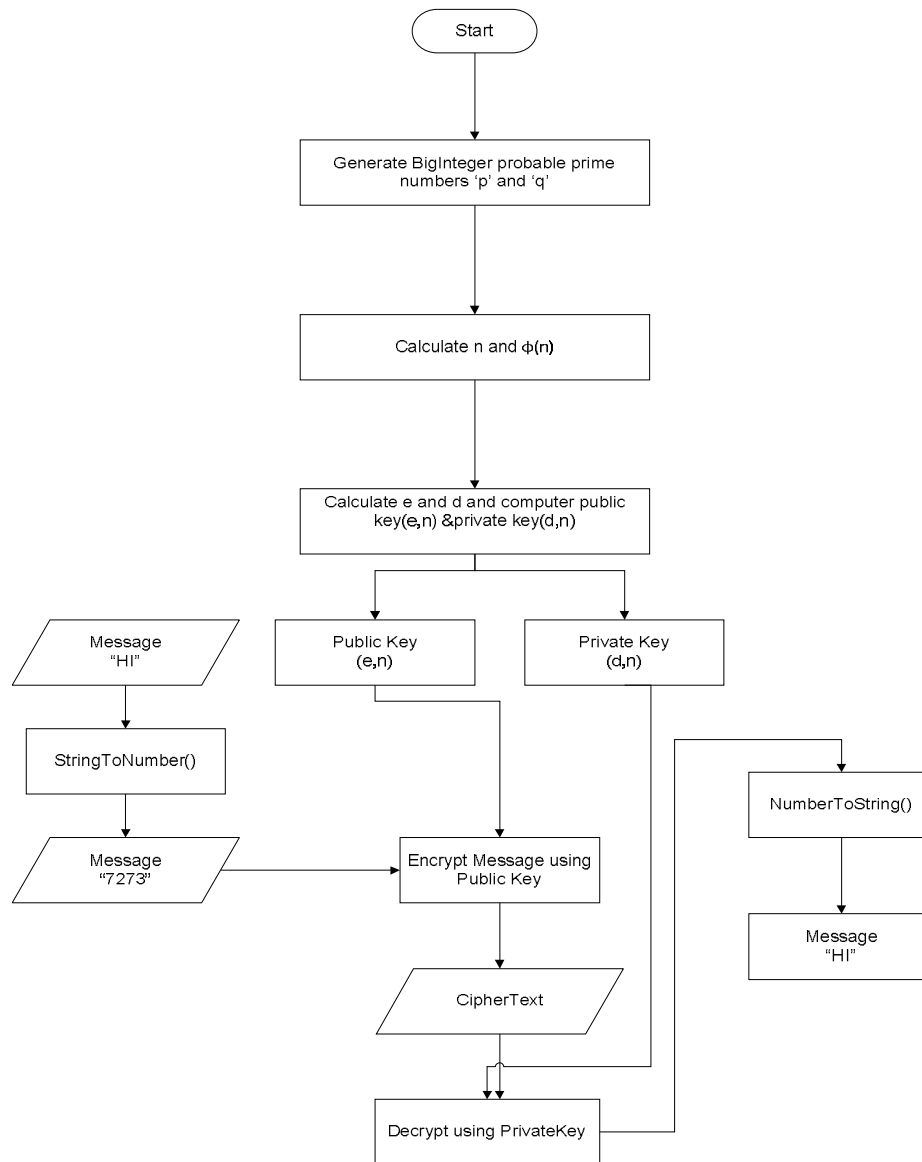 Start
Generate BigInteger probable prime
numbers ‘p’ and ‘q’
Calculate n and ϕ(n)
Calculate e and d and computer public
key(e,n) &private key(d,n)
Public Key
(e,n)
Private Key
(d,n)
Message
“HI”
StringToNumber()
Message
“7273”
Encrypt Message using
Public Key
CipherText
Decrypt using PrivateKey
NumberToString()
Message
“HI”